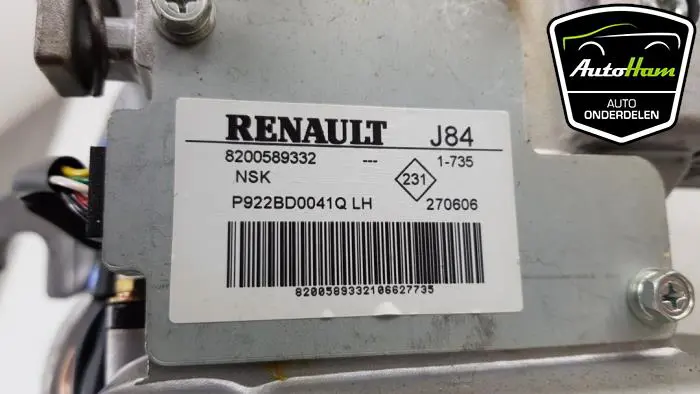 RENAULT J84
8200589332 --- 1-735
NSK 231
P922BD0041Q LH 270606
8200589332106627735
AutoHam
AUTO
ONDERDELEN